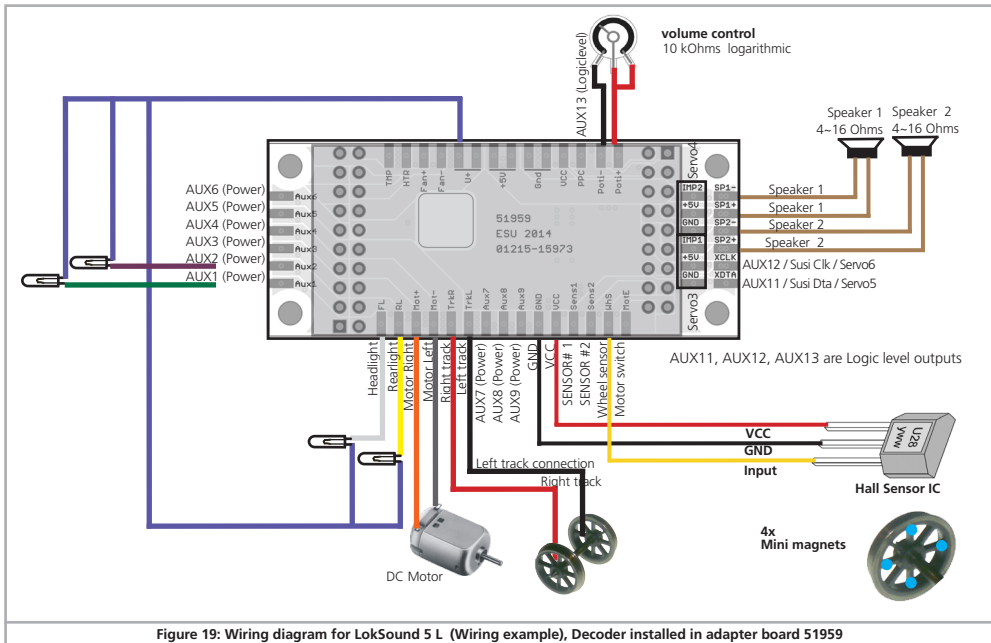 volume control
10 kOhms logarithmic
AUX13 (Logiclevel)
Speaker 1
4~16 Ohms
Speaker 2
4~16 Ohms
Servo4
TMP
HTR
Fan+
Fan-
U+
+5V
Gnd
VCC
PPC
Poti-
Poti+
AUX6 (Power)
AUX5 (Power)
AUX4 (Power)
AUX3 (Power)
AUX2 (Power)
AUX1 (Power)
Aux6
Aux5
Aux4
Aux3
Aux2
Aux1
51959
ESU 2014
01215-15973
IMP2
+5V
GND
IMP1
+5V
GND
SP1-
SP1+
SP2-
SP2+
XCLK
XDTA
Speaker 1
Speaker 1
Speaker 2
Speaker 2
AUX12 / Susi Clk / Servo6
AUX11 / Susi Dta / Servo5
Servo3
FL
RL
Mot+
Mot-
TrkR
TrkL
Aux7
Aux8
Aux9
GND
VCC
Sens1
Sens2
WhS
MotE
Headlight
Rearlight
Motor Right
Motor Left
Right track
Left track
AUX7 (Power)
AUX8 (Power)
AUX9 (Power)
GND
VCC
SENSOR# 1
SENSOR #2
Wheel sensor
Motor switch
AUX11, AUX12, AUX13 are Logic level outputs
VCC
GND
Input
U28
yww
Hall Sensor IC
Left track connection
Right track
4x
Mini magnets
DC Motor
Figure 19: Wiring diagram for LokSound 5 L (Wiring example), Decoder installed in adapter board 51959